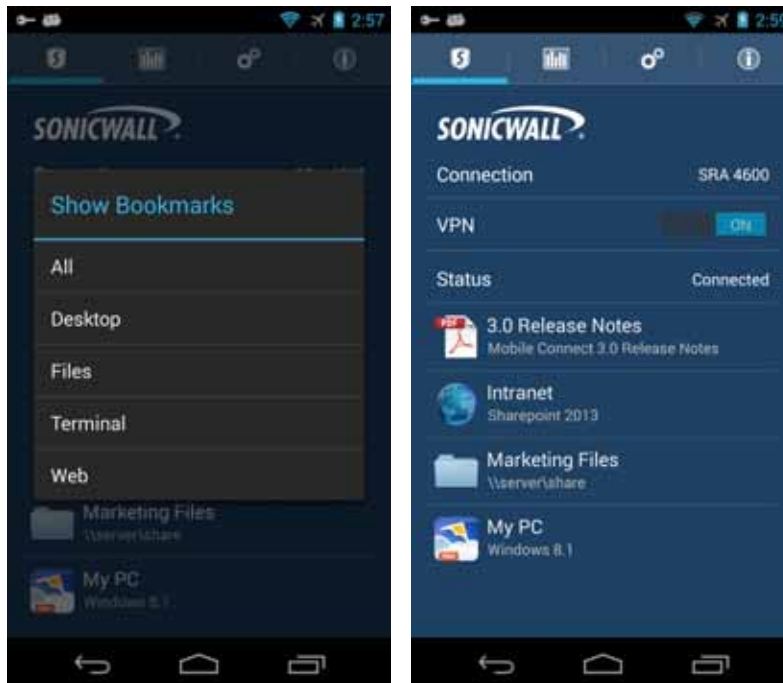 2:57
SONICWALL
Show Bookmarks
All
Desktop
Files
Terminal
Web
Marketing Files
\\server\share
My PC
Windows 8.1
2:59
SONICWALL
Connection SRA 4600
VPN ON
Status Connected
PDF
3.0 Release Notes
Mobile Connect 3.0 Release Notes
Intranet
Sharepoint 2013
Marketing Files
\\server\share
My PC
Windows 8.1